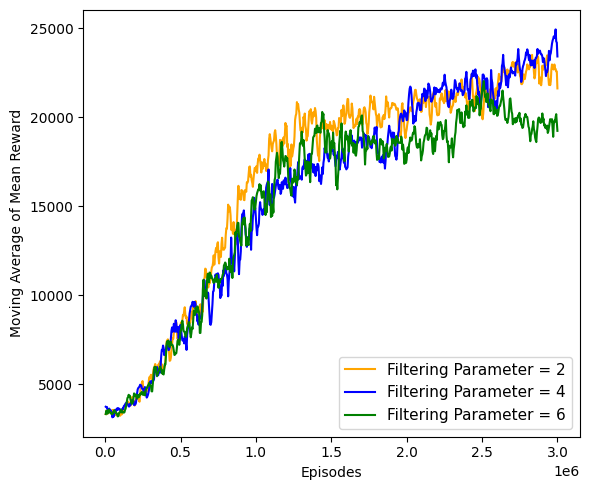 25000
20000
15000
10000
5000
Moving Average of Mean Reward
Filtering Parameter = 2
Filtering Parameter = 4
Filtering Parameter = 6
0.0 0.5 1.0 1.5 2.0 2.5 3.0
1e6
Episodes